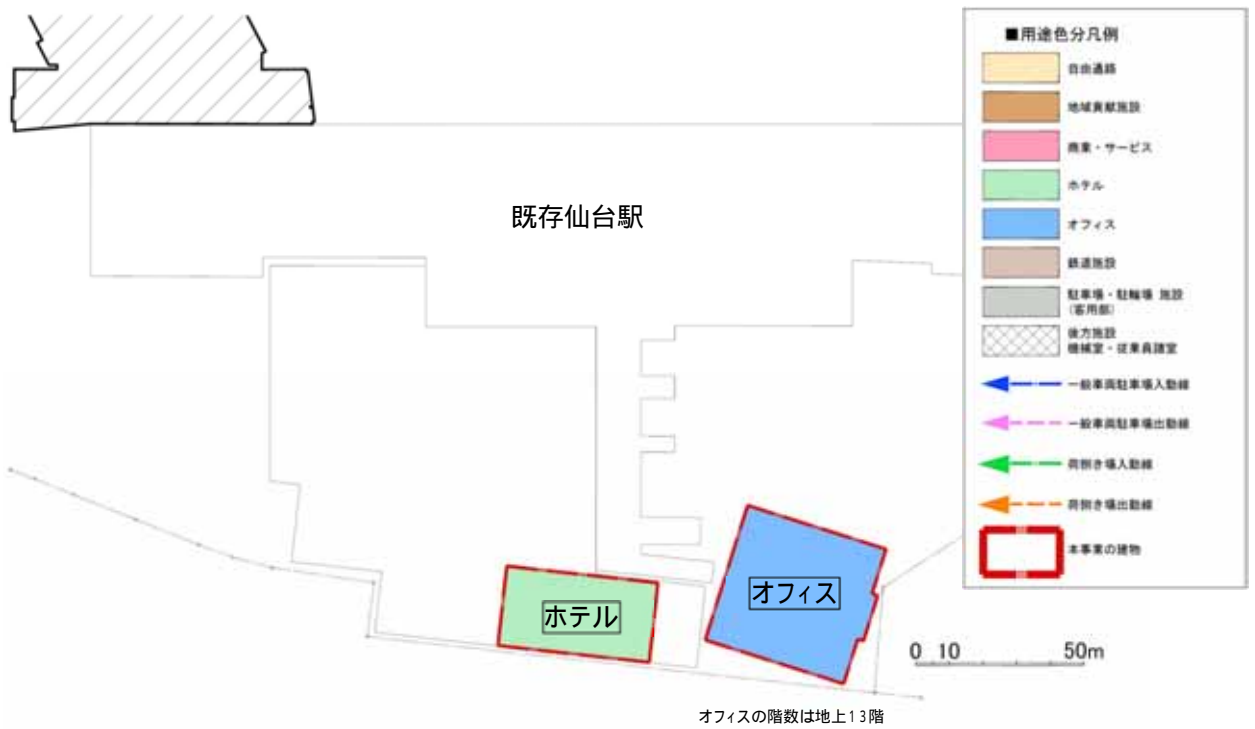 既存仙台駅
ホテル
オフィス
オフィスの階数は地上13階
0 10 50m
■用途色分凡例
自由通路
地域貢献施設
商業・サービス
ホテル
オフィス
鉄道施設
駐車場・駐輪場 施設
(客用部)
後方施設
機械室・従業員諸室
一般車両駐車場入動線
一般車両駐車場出動線
荷捌き場入動線
荷捌き場出動線
本事業の建物